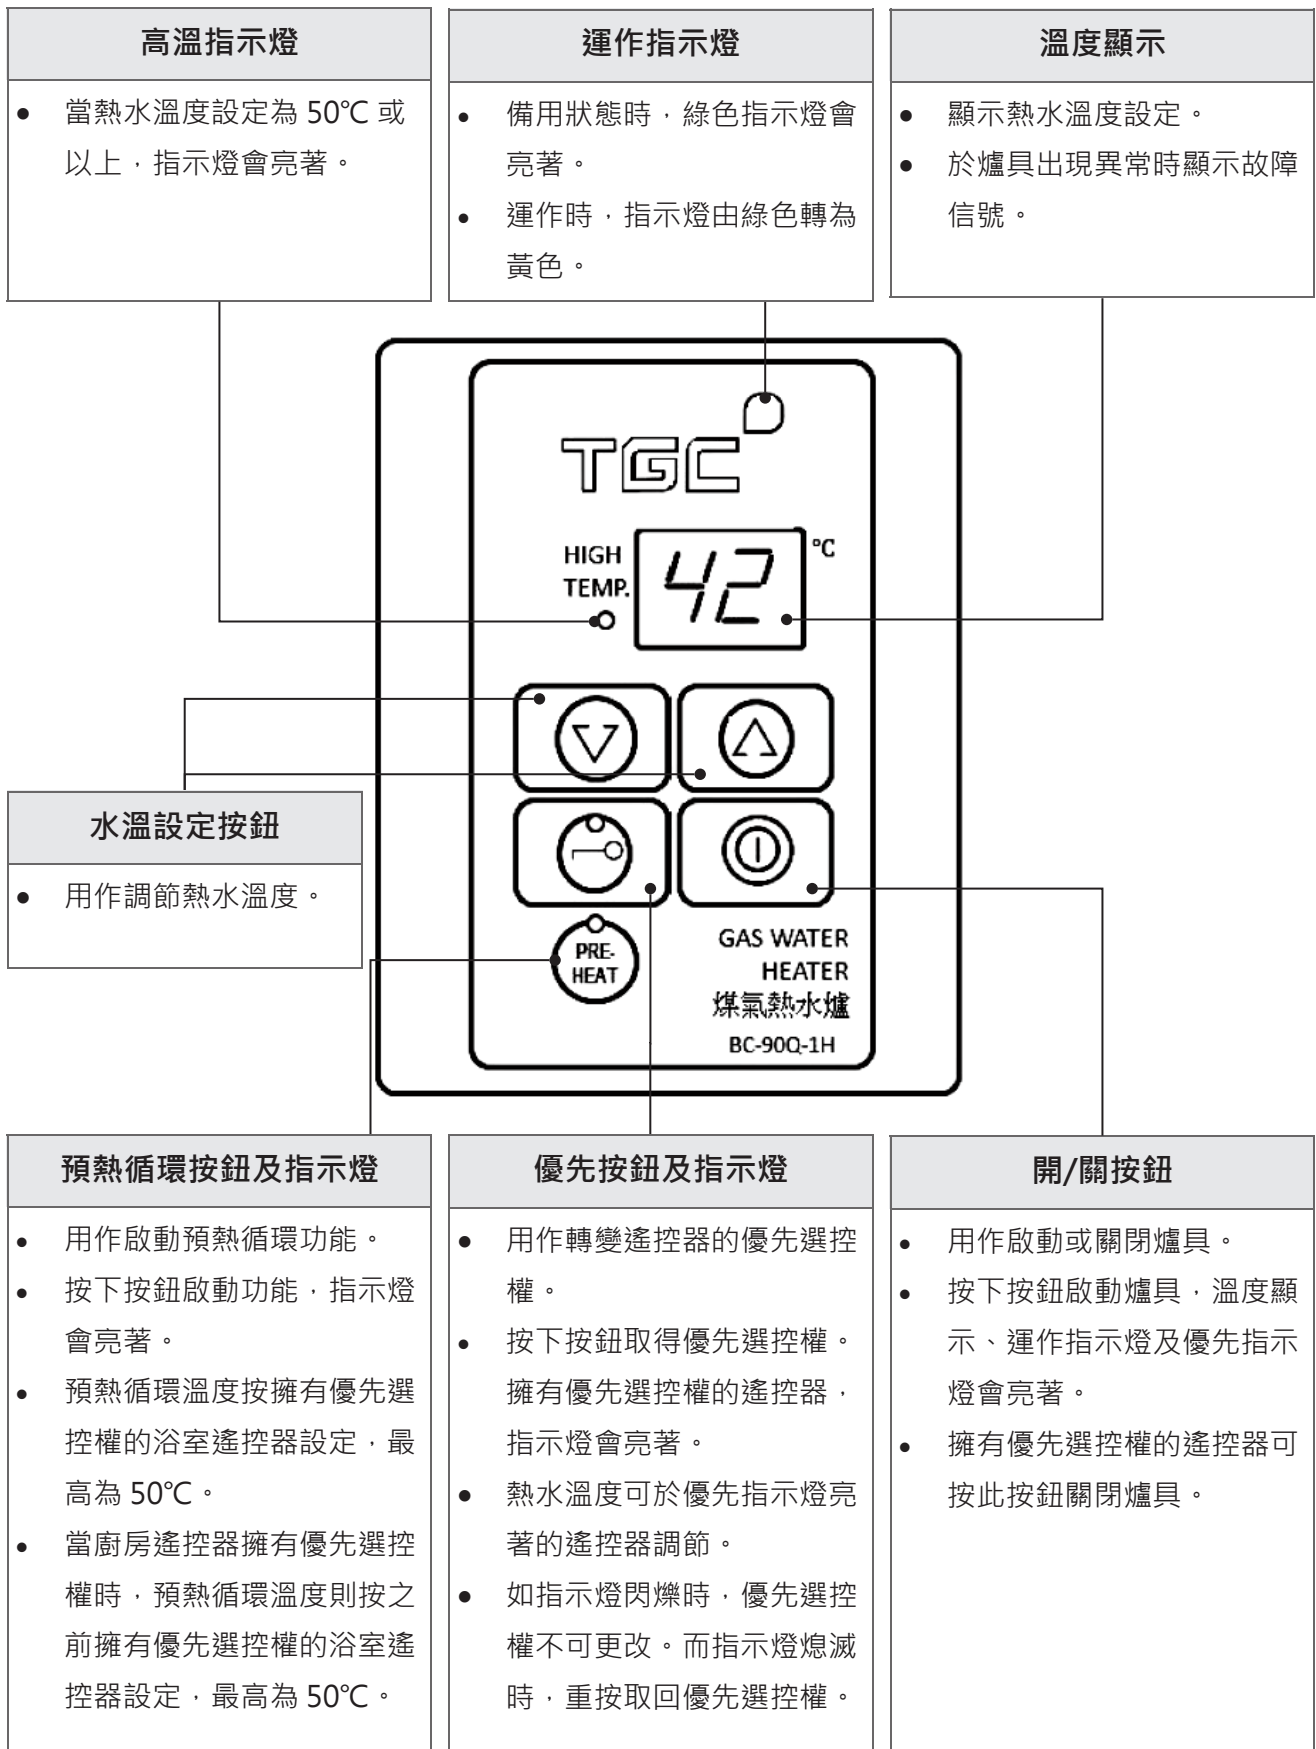 高溫指示燈
● 當熱水溫度設定為 50℃ 或
以上，指示燈會亮著。
運作指示燈
● 備用狀態時，綠色指示燈會
亮著。
● 運作時，指示燈由綠色轉為
黃色。
溫度顯示
● 顯示熱水溫度設定。
● 於爐具出現異常時顯示故障
信號。
TGC
HIGH
TEMP.
42
°C
水溫設定按鈕
● 用作調節熱水溫度。
PRE-
HEAT
GAS WATER
HEATER
煤氣熱水爐
BC-90Q-1H
預熱循環按鈕及指示燈
● 用作啟動預熱循環功能。
● 按下按鈕啟動功能，指示燈
會亮著。
● 預熱循環溫度按擁有優先選
控權的浴室遙控器設定，最
高為 50℃。
● 當廚房遙控器擁有優先選控
權時，預熱循環溫度則按之
前擁有優先選控權的浴室遙
控器設定，最高為 50℃。
優先按鈕及指示燈
● 用作轉變遙控器的優先選控
權。
● 按下按鈕取得優先選控權。
擁有優先選控權的遙控器，
指示燈會亮著。
● 熱水溫度可於優先指示燈亮
著的遙控器調節。
● 如指示燈閃爍時，優先選控
權不可更改。而指示燈熄滅
時，重按取回優先選控權。
開/關按鈕
● 用作啟動或關閉爐具。
● 按下按鈕啟動爐具，溫度顯
示、運作指示燈及優先指示
燈會亮著。
● 擁有優先選控權的遙控器可
按此按鈕關閉爐具。